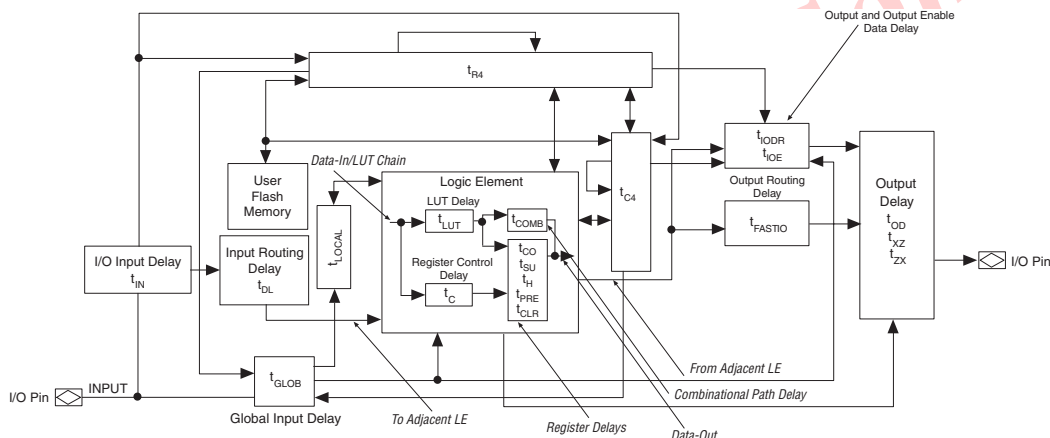 Output and Output Enable
Data Delay
tR4
tIODR
tIOE
Data-In/LUT Chain
User
Flash
Memory
Logic Element
LUT Delay
tLUT
tCOMB
tC4
Output Routing
Delay
tFASTIO
Output
Delay
tOD
tXZ
tZX
I/O Pin
tLOCAL
I/O Input Delay
tIN
Input Routing
Delay
tDL
Register Control
Delay
tC
tCO
tSU
tH
tPRE
tCLR
From Adjacent LE
I/O Pin
INPUT
tGLOB
Global Input Delay
To Adjacent LE
Combinational Path Delay
Register Delays
Data-Out